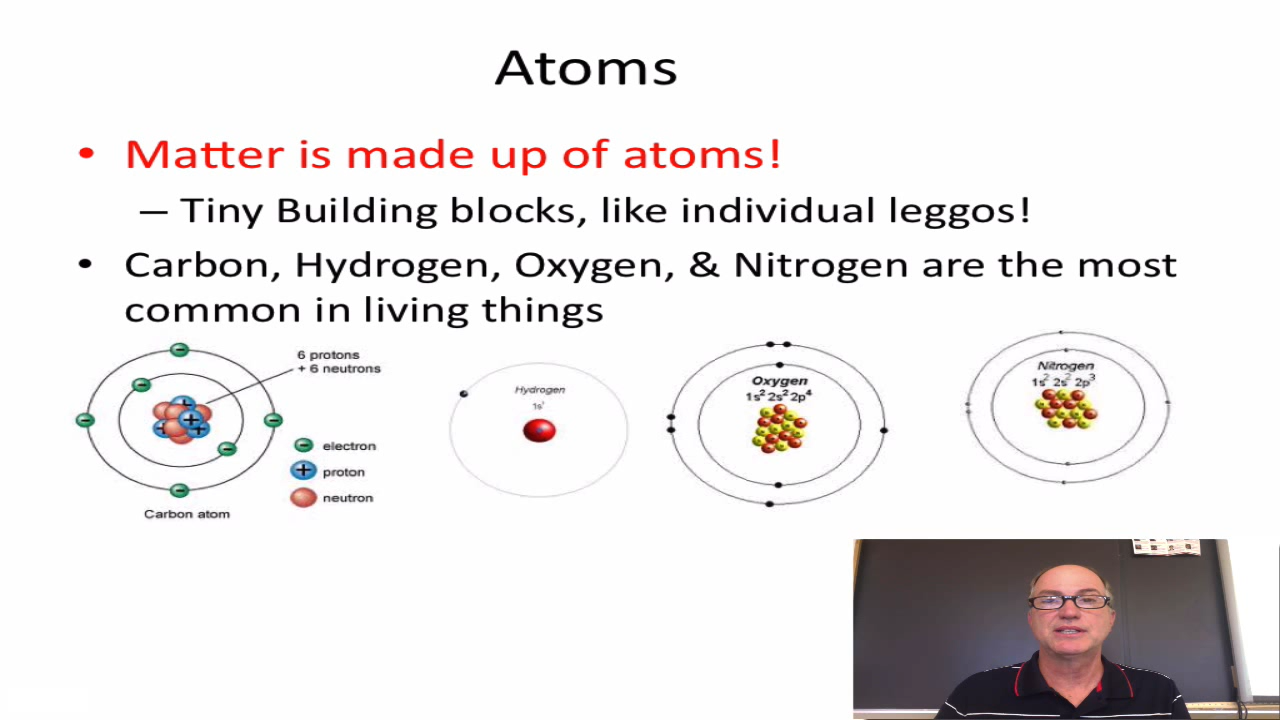 Atoms
• Matter is made up of atoms!
– Tiny Building blocks, like individual leggos!
• Carbon, Hydrogen, Oxygen, & Nitrogen are the most
common in living things
6 protons
+ 6 neutrons
electron
proton
neutron
Carbon atom
Hydrogen
1s¹
Oxygen
1s² 2s² 2p⁴
Nitrogen
1s² 2s² 2p³